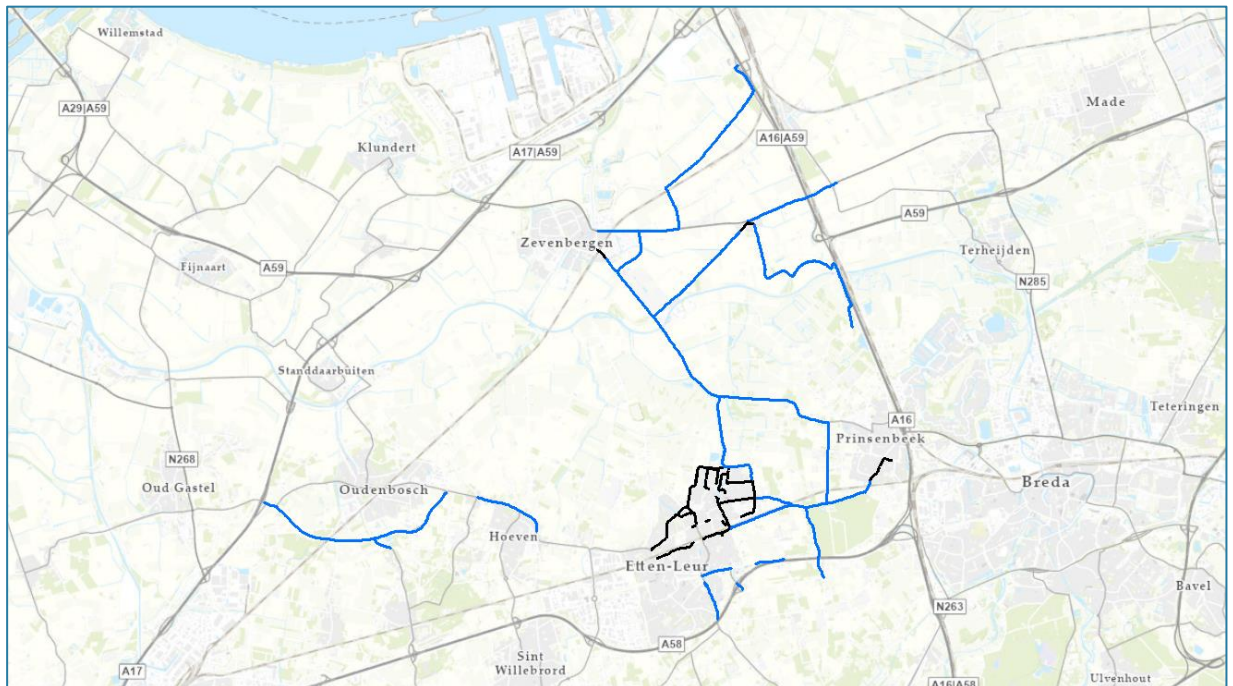 Willemstad
A29|A59
Klundert
A17|A59
A16|A59
Made
Zevenbergen
A59
Terheijden
Fijnaart
A59
N285
Standdaarbuiten
Teteringen
A16
Prinsenbeek
N268
Oud Gastel
Oudenbosch
Breda
Hoeven
Etten-Leur
Bavel
N263
A58
Sint
Willebrord
A17
A16|A58
Ulvenhout